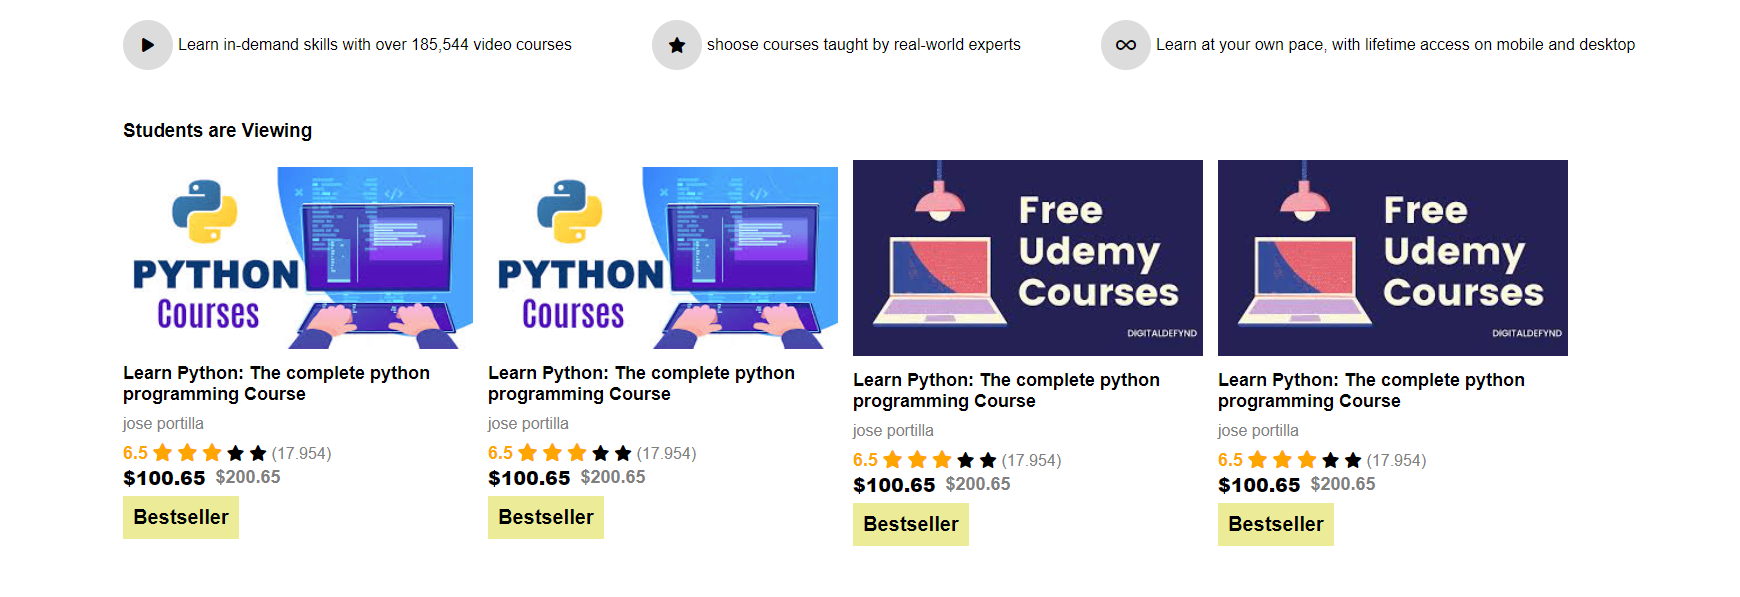 Learn in-demand skills with over 185,544 video courses
shoose courses taught by real-world experts
Learn at your own pace, with lifetime access on mobile and desktop
Students are Viewing
PYTHON
Courses
Learn Python: The complete python
programming Course
jose portilla
6.5 (17.954)
$100.65 $200.65
Bestseller
PYTHON
Courses
Learn Python: The complete python
programming Course
jose portilla
6.5 (17.954)
$100.65 $200.65
Bestseller
Free
Udemy
Courses
DIGITALDEFYND
Learn Python: The complete python
programming Course
jose portilla
6.5 (17.954)
$100.65 $200.65
Bestseller
Free
Udemy
Courses
DIGITALDEFYND
Learn Python: The complete python
programming Course
jose portilla
6.5 (17.954)
$100.65 $200.65
Bestseller